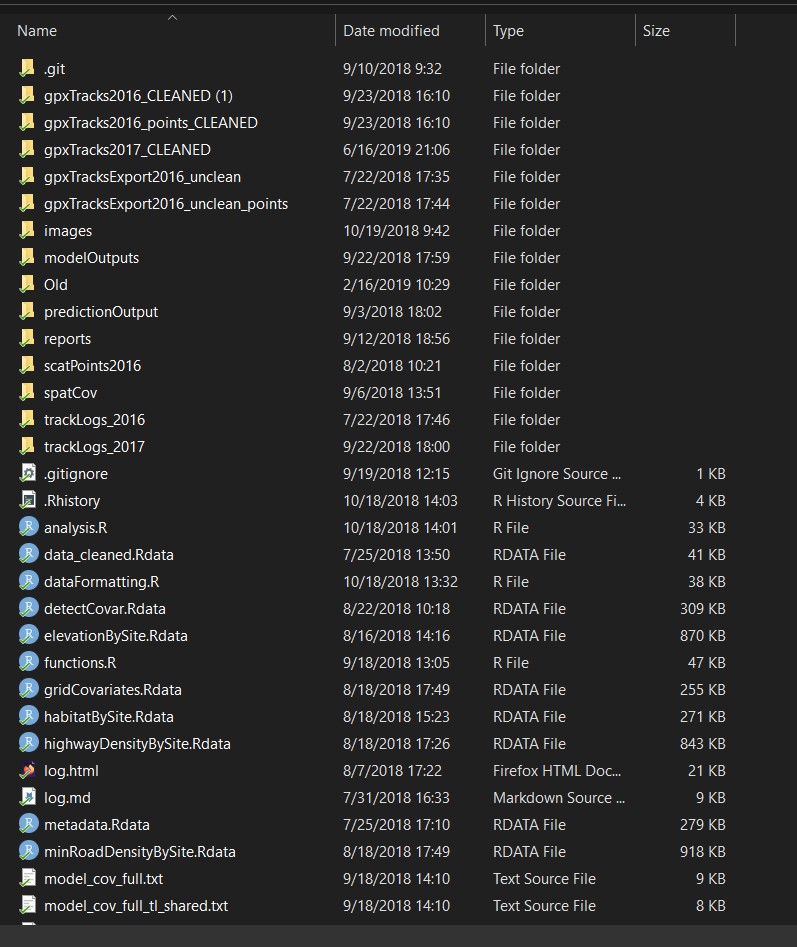 Name Date modified Type Size
.git 9/10/2018 9:32 File folder
gpxTracks2016_CLEANED (1) 9/23/2018 16:10 File folder
gpxTracks2016_points_CLEANED 9/23/2018 16:10 File folder
gpxTracks2017_CLEANED 6/16/2019 21:06 File folder
gpxTracksExport2016_unclean 7/22/2018 17:35 File folder
gpxTracksExport2016_unclean_points 7/22/2018 17:44 File folder
images 10/19/2018 9:42 File folder
modelOutputs 9/22/2018 17:59 File folder
Old 2/16/2019 10:29 File folder
predictionOutput 9/3/2018 18:02 File folder
reports 9/12/2018 18:56 File folder
scatPoints2016 8/2/2018 10:21 File folder
spatCov 9/6/2018 13:51 File folder
trackLogs_2016 7/22/2018 17:46 File folder
trackLogs_2017 9/22/2018 18:00 File folder
.gitignore 9/19/2018 12:15 Git Ignore Source ... 1 KB
.Rhistory 10/18/2018 14:03 R History Source Fi... 4 KB
analysis.R 10/18/2018 14:01 R File 33 KB
data_cleaned.Rdata 7/25/2018 13:50 RDATA File 41 KB
dataFormatting.R 10/18/2018 13:32 R File 38 KB
detectCovar.Rdata 8/22/2018 10:18 RDATA File 309 KB
elevationBySite.Rdata 8/16/2018 14:16 RDATA File 870 KB
functions.R 9/18/2018 13:05 R File 47 KB
gridCovariates.Rdata 8/18/2018 17:49 RDATA File 255 KB
habitatBySite.Rdata 8/18/2018 15:23 RDATA File 271 KB
highwayDensityBySite.Rdata 8/18/2018 17:26 RDATA File 843 KB
log.html 8/7/2018 17:22 Firefox HTML Doc... 21 KB
log.md 7/31/2018 16:33 Markdown Source ... 9 KB
metadata.Rdata 7/25/2018 17:10 RDATA File 279 KB
minRoadDensityBySite.Rdata 8/18/2018 17:49 RDATA File 918 KB
model_cov_full.txt 9/18/2018 14:10 Text Source File 9 KB
model_cov_full_tl_shared.txt 9/18/2018 14:10 Text Source File 8 KB